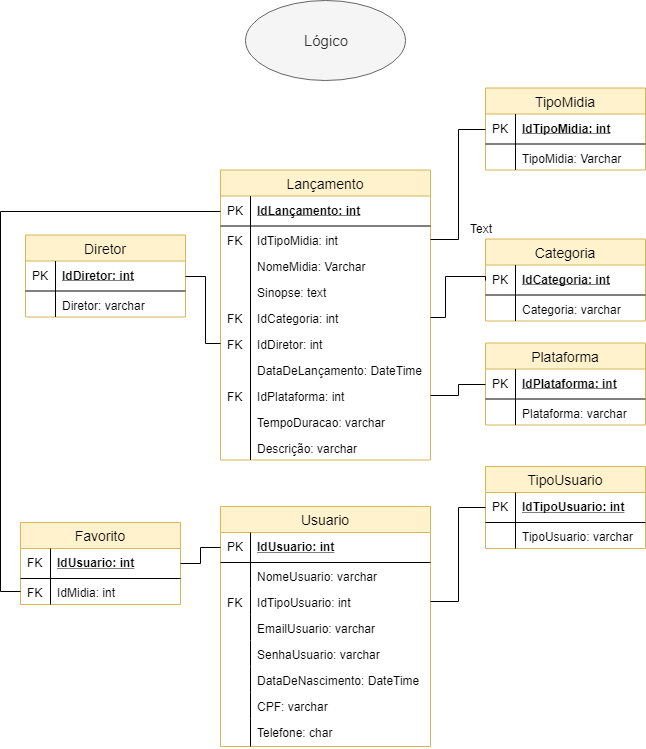 Lógico
TipoMidia
PK IdTipoMidia: int
TipoMidia: Varchar
Lançamento
PK IdLançamento: int
FK IdTipoMidia: int
NomeMidia: Varchar
Sinopse: text
FK IdCategoria: int
FK IdDiretor: int
DataDeLançamento: DateTime
FK IdPlataforma: int
TempoDuracao: varchar
Descrição: varchar
Text
Diretor
PK IdDiretor: int
Diretor: varchar
Categoria
PK IdCategoria: int
Categoria: varchar
Plataforma
PK IdPlataforma: int
Plataforma: varchar
TipoUsuario
PK IdTipoUsuario: int
TipoUsuario: varchar
Favorito
FK IdUsuario: int
FK IdMidia: int
Usuario
PK IdUsuario: int
NomeUsuario: varchar
FK IdTipoUsuario: int
EmailUsuario: varchar
SenhaUsuario: varchar
DataDeNascimento: DateTime
CPF: varchar
Telefone: char